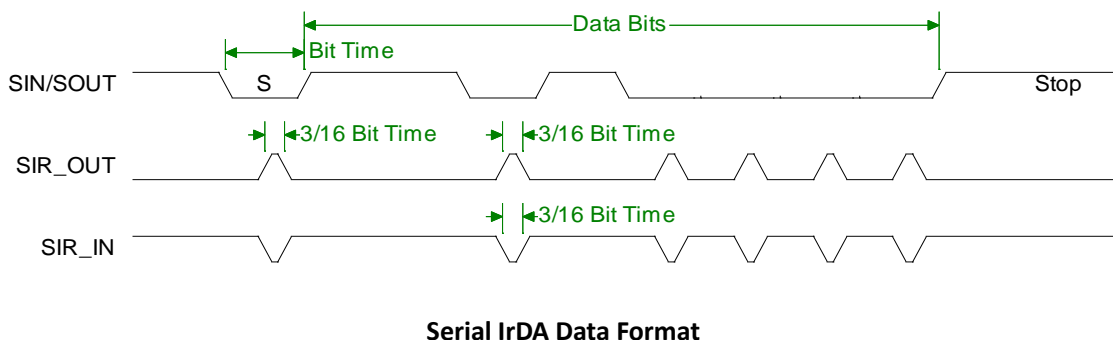 Data Bits
Bit Time
SIN/SOUT
S
Stop
3/16 Bit Time
3/16 Bit Time
SIR_OUT
3/16 Bit Time
SIR_IN
Serial IrDA Data Format